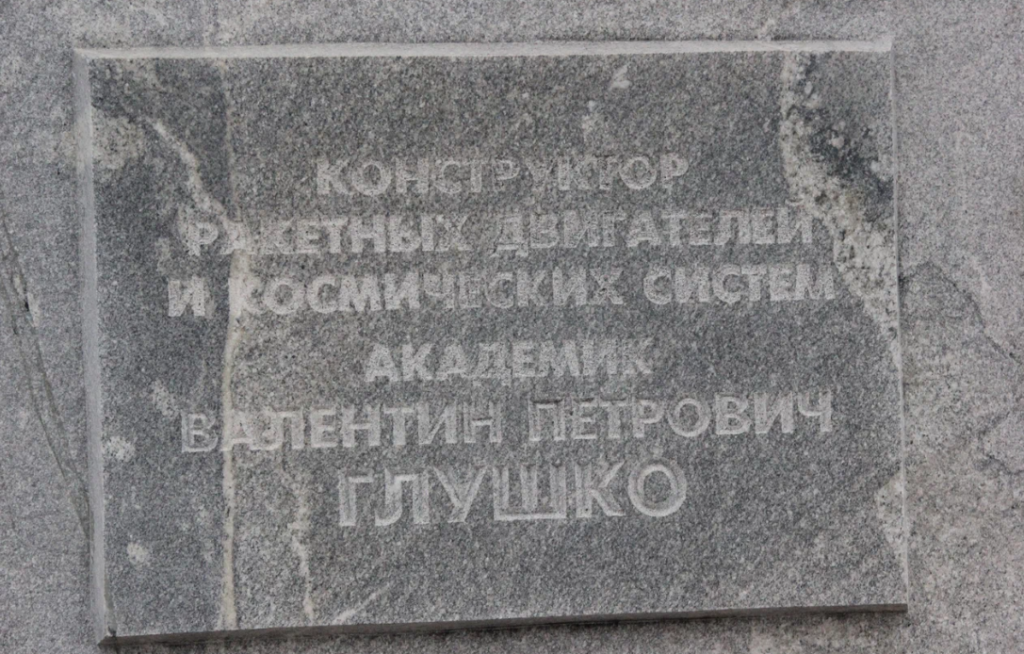 КОНСТРУКТОР
РАКЕТНЫХ ДВИГАТЕЛЕЙ
И КОСМИЧЕСКИХ СИСТЕМ
АКАДЕМИК
ВАЛЕНТИН ПЕТРОВИЧ
ГЛУШКО